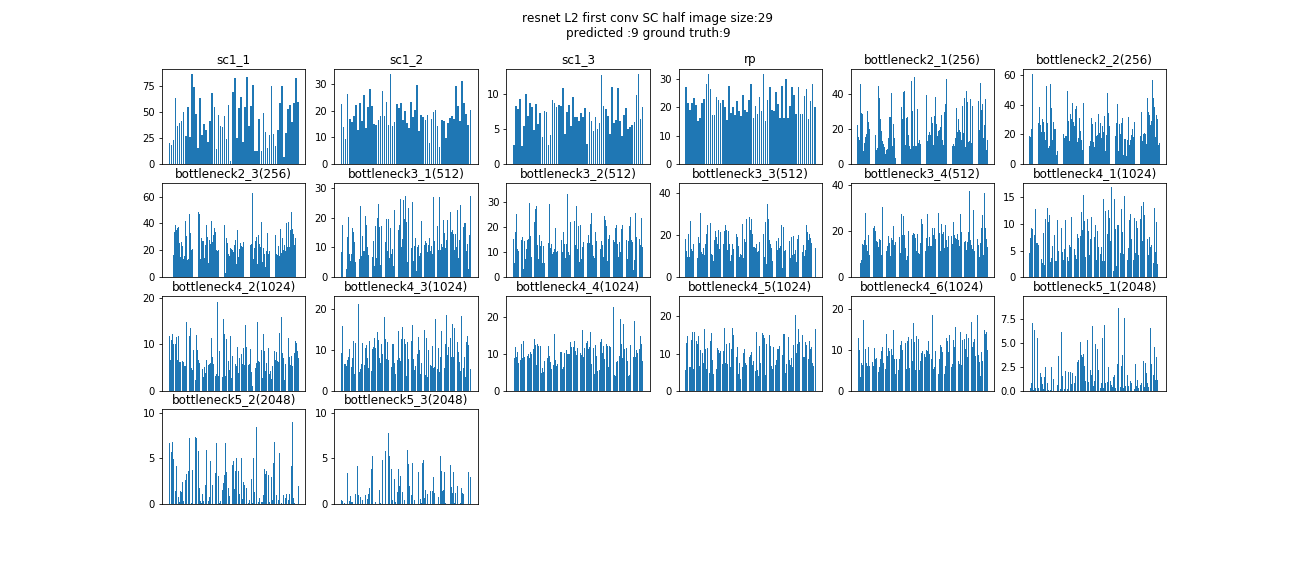 resnet L2 first conv SC half image size:29
predicted :9 ground truth:9
sc1_1 sc1_2 sc1_3 rp bottleneck2_1(256) bottleneck2_2(256)
75 30 10 30 60 60
50 20 5 20 40 40
25 10 0 10 20 20
0 0 0 0 0
bottleneck2_3(256) bottleneck3_1(512) bottleneck3_2(512) bottleneck3_3(512) bottleneck3_4(512) bottleneck4_1(1024)
60 30 40 40 40 15
40 20 30 20 20 10
20 10 20 0 0 5
0 0 10 0
0
bottleneck4_2(1024) bottleneck4_3(1024) bottleneck4_4(1024) bottleneck4_5(1024) bottleneck4_6(1024) bottleneck5_1(2048)
20 20 20 20 20 7.5
10 10 10 10 10 5.0
0 0 0 0 0 2.5
0.0
bottleneck5_2(2048) bottleneck5_3(2048)
10 10
5 5
0 0